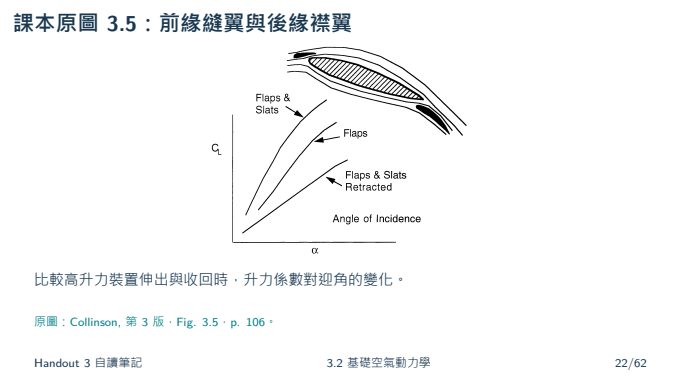 課本原圖 3.5：前緣縫翼與後緣襟翼
Flaps &
Slats
Flaps
C_L
Flaps & Slats
Retracted
Angle of Incidence
α
比較高升力裝置伸出與收回時，升力係數對迎角的變化。
原圖：Collinson, 第 3 版，Fig. 3.5，p. 106。
Handout 3 自讀筆記
3.2 基礎空氣動力學
22/62